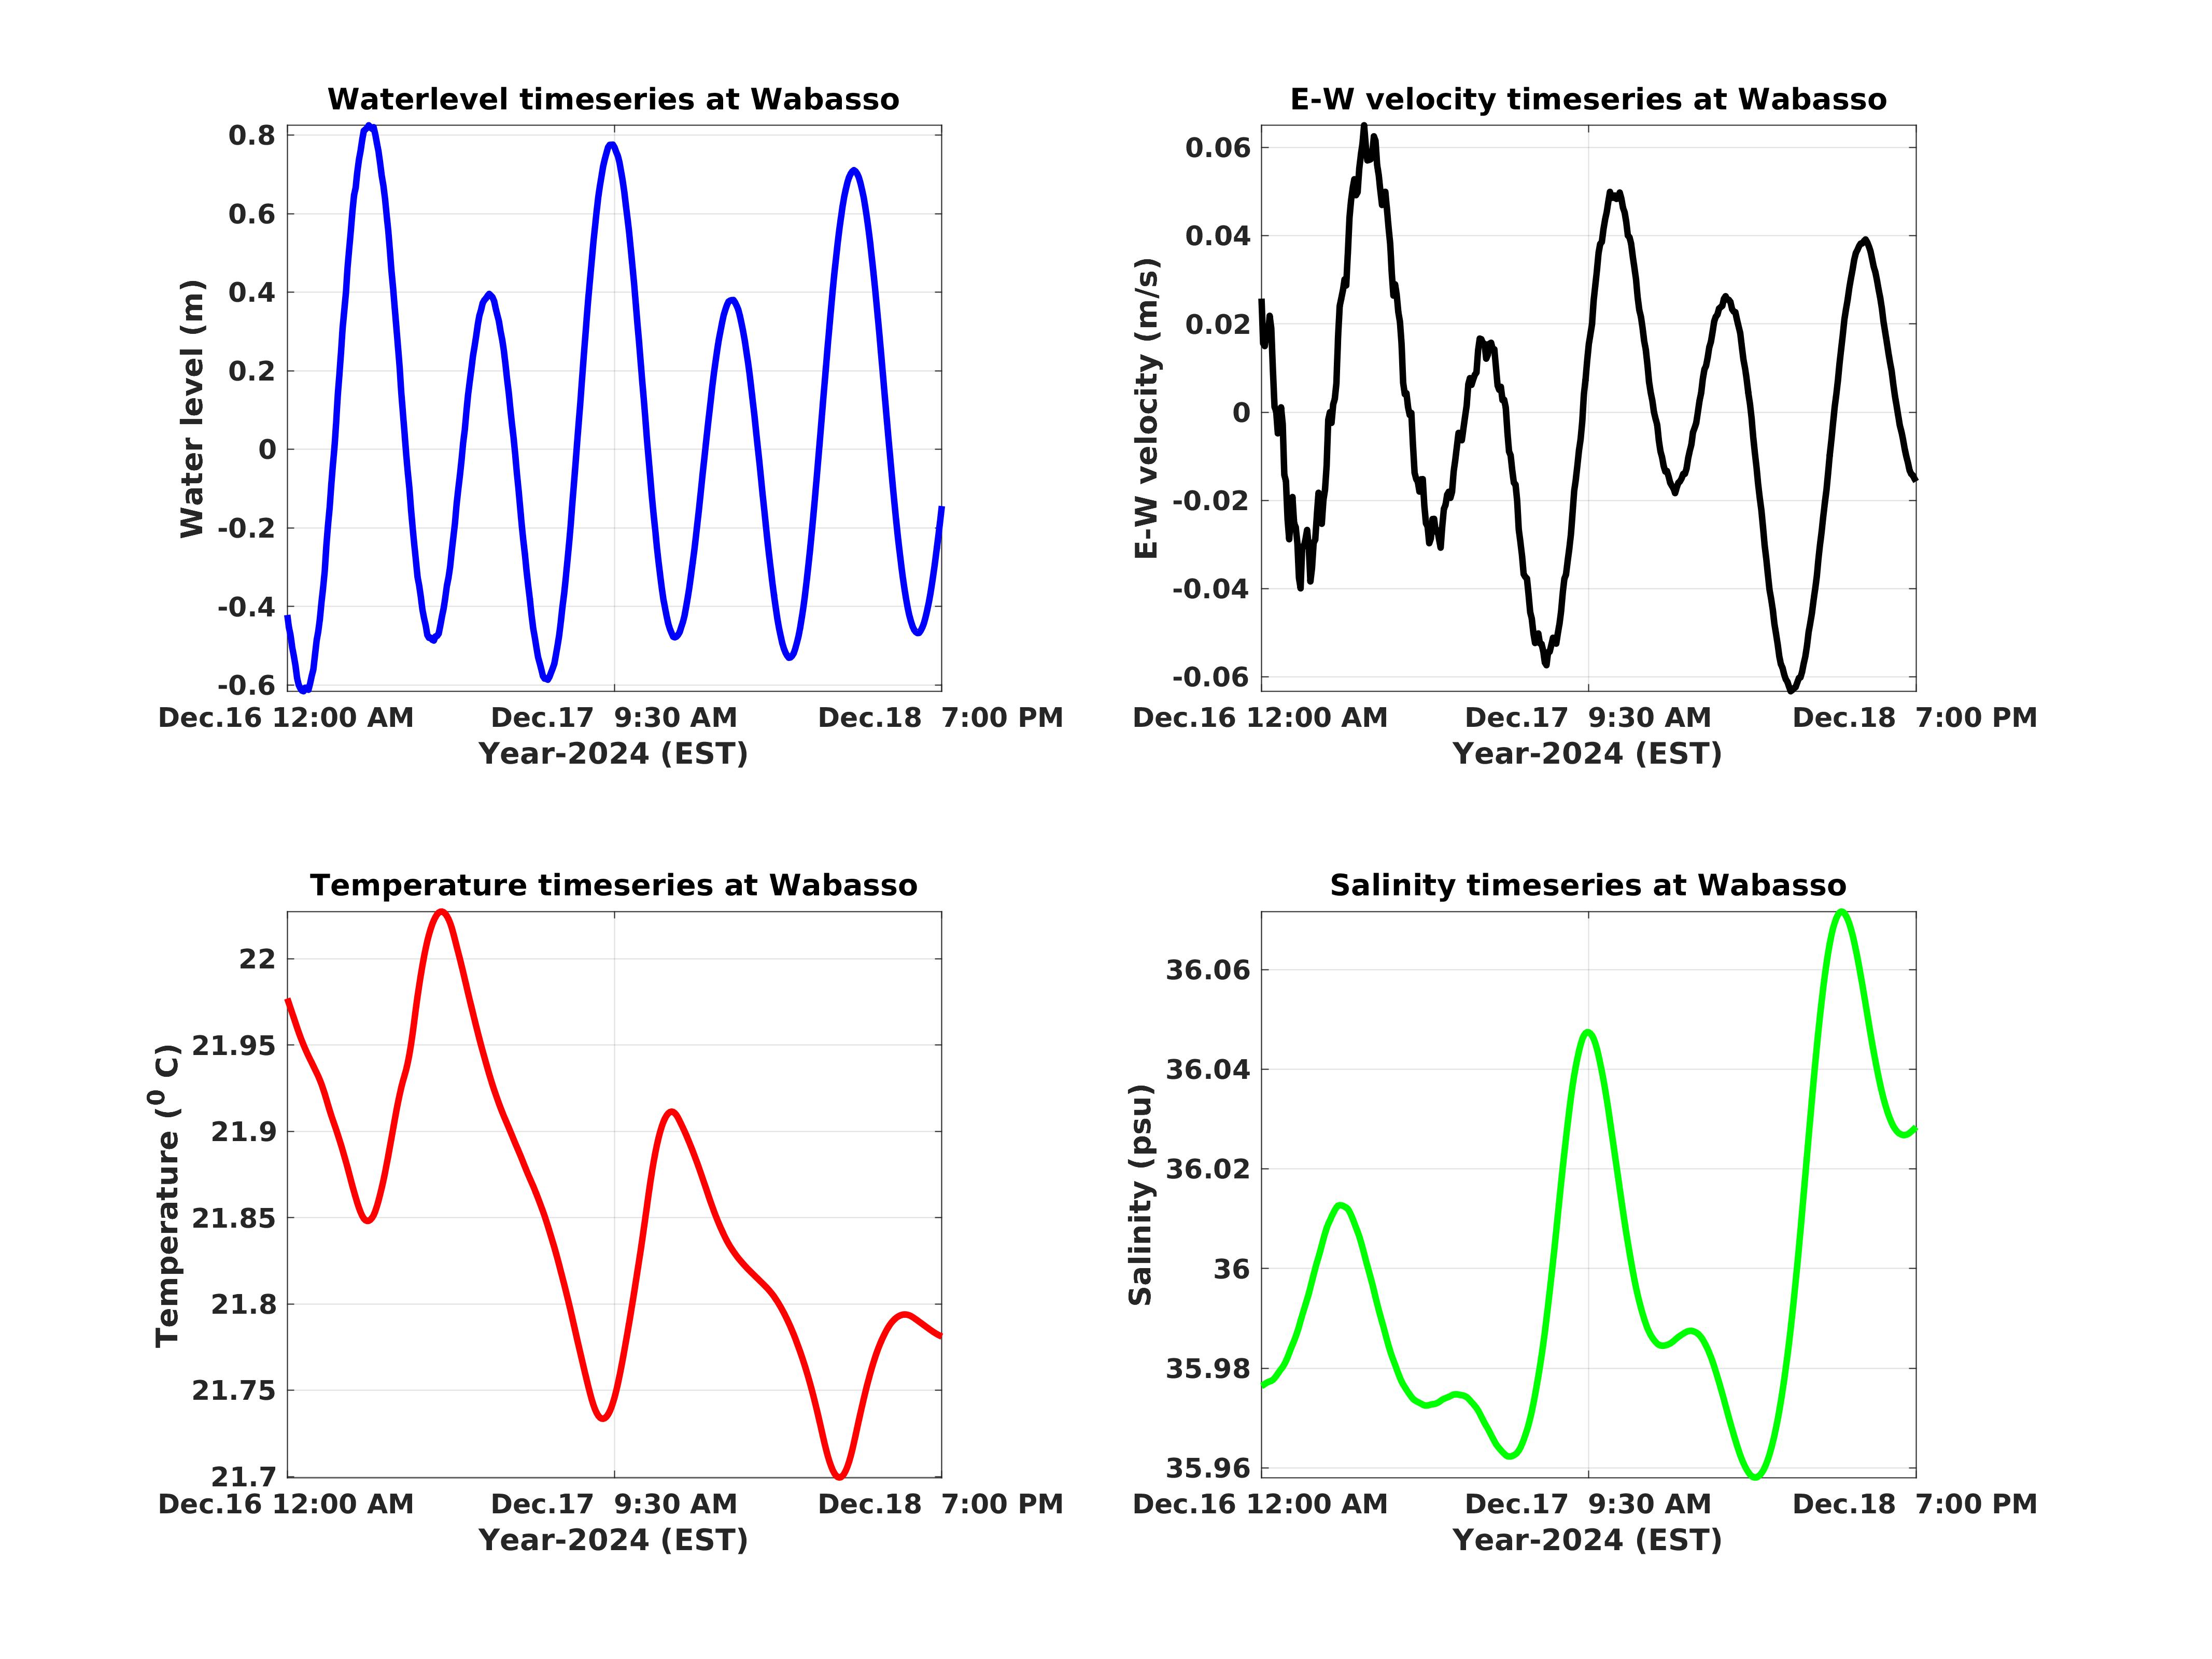 Waterlevel timeseries at Wabasso
Water level (m)
0.8
0.6
0.4
0.2
0
-0.2
-0.4
-0.6
Dec.16 12:00 AM
Dec.17 9:30 AM
Dec.18 7:00 PM
Year-2024 (EST)
E-W velocity timeseries at Wabasso
E-W velocity (m/s)
0.06
0.04
0.02
0
-0.02
-0.04
-0.06
Dec.16 12:00 AM
Dec.17 9:30 AM
Dec.18 7:00 PM
Year-2024 (EST)
Temperature timeseries at Wabasso
Temperature (⁰ C)
22
21.95
21.9
21.85
21.8
21.75
21.7
Dec.16 12:00 AM
Dec.17 9:30 AM
Dec.18 7:00 PM
Year-2024 (EST)
Salinity timeseries at Wabasso
Salinity (psu)
36.06
36.04
36.02
36
35.98
35.96
Dec.16 12:00 AM
Dec.17 9:30 AM
Dec.18 7:00 PM
Year-2024 (EST)